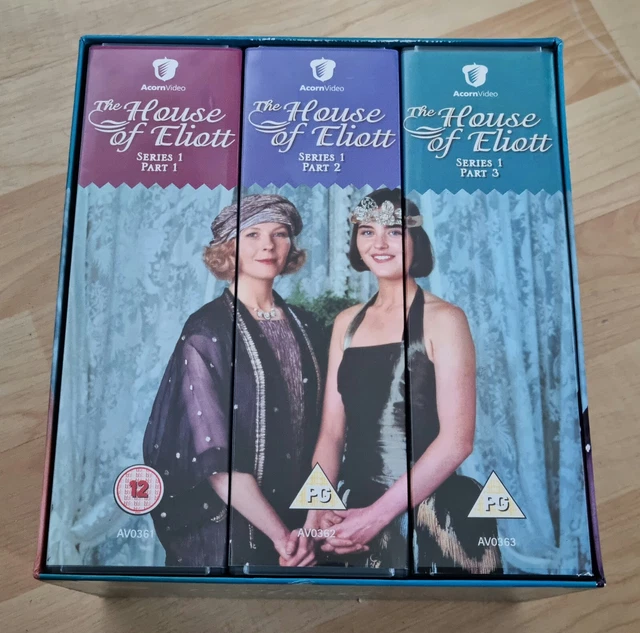 AcornVideo
The House
of Eliott
SERIES 1
PART 1
12
AV0361
AcornVideo
The House
of Eliott
SERIES 1
PART 2
PG
AV0362
AcornVideo
The House
of Eliott
SERIES 1
PART 3
PG
AV0363